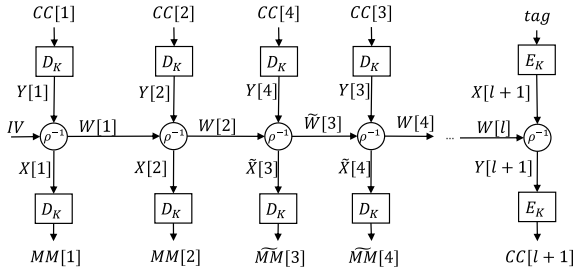 CC[1] CC[2] CC[4] CC[3] tag
D_K D_K D_K D_K E_K
Y[1] Y[2] Y[4] Y[3] X[l + 1]
IV ρ⁻¹ W[1] ρ⁻¹ W[2] ρ⁻¹ W̃[3] ρ⁻¹ W[4] ... W[l] ρ⁻¹
X[1] X[2] X̃[3] X̃[4] Y[l + 1]
D_K D_K D_K D_K E_K
MM[1] MM[2] M͠M[3] M͠M[4] CC[l + 1]